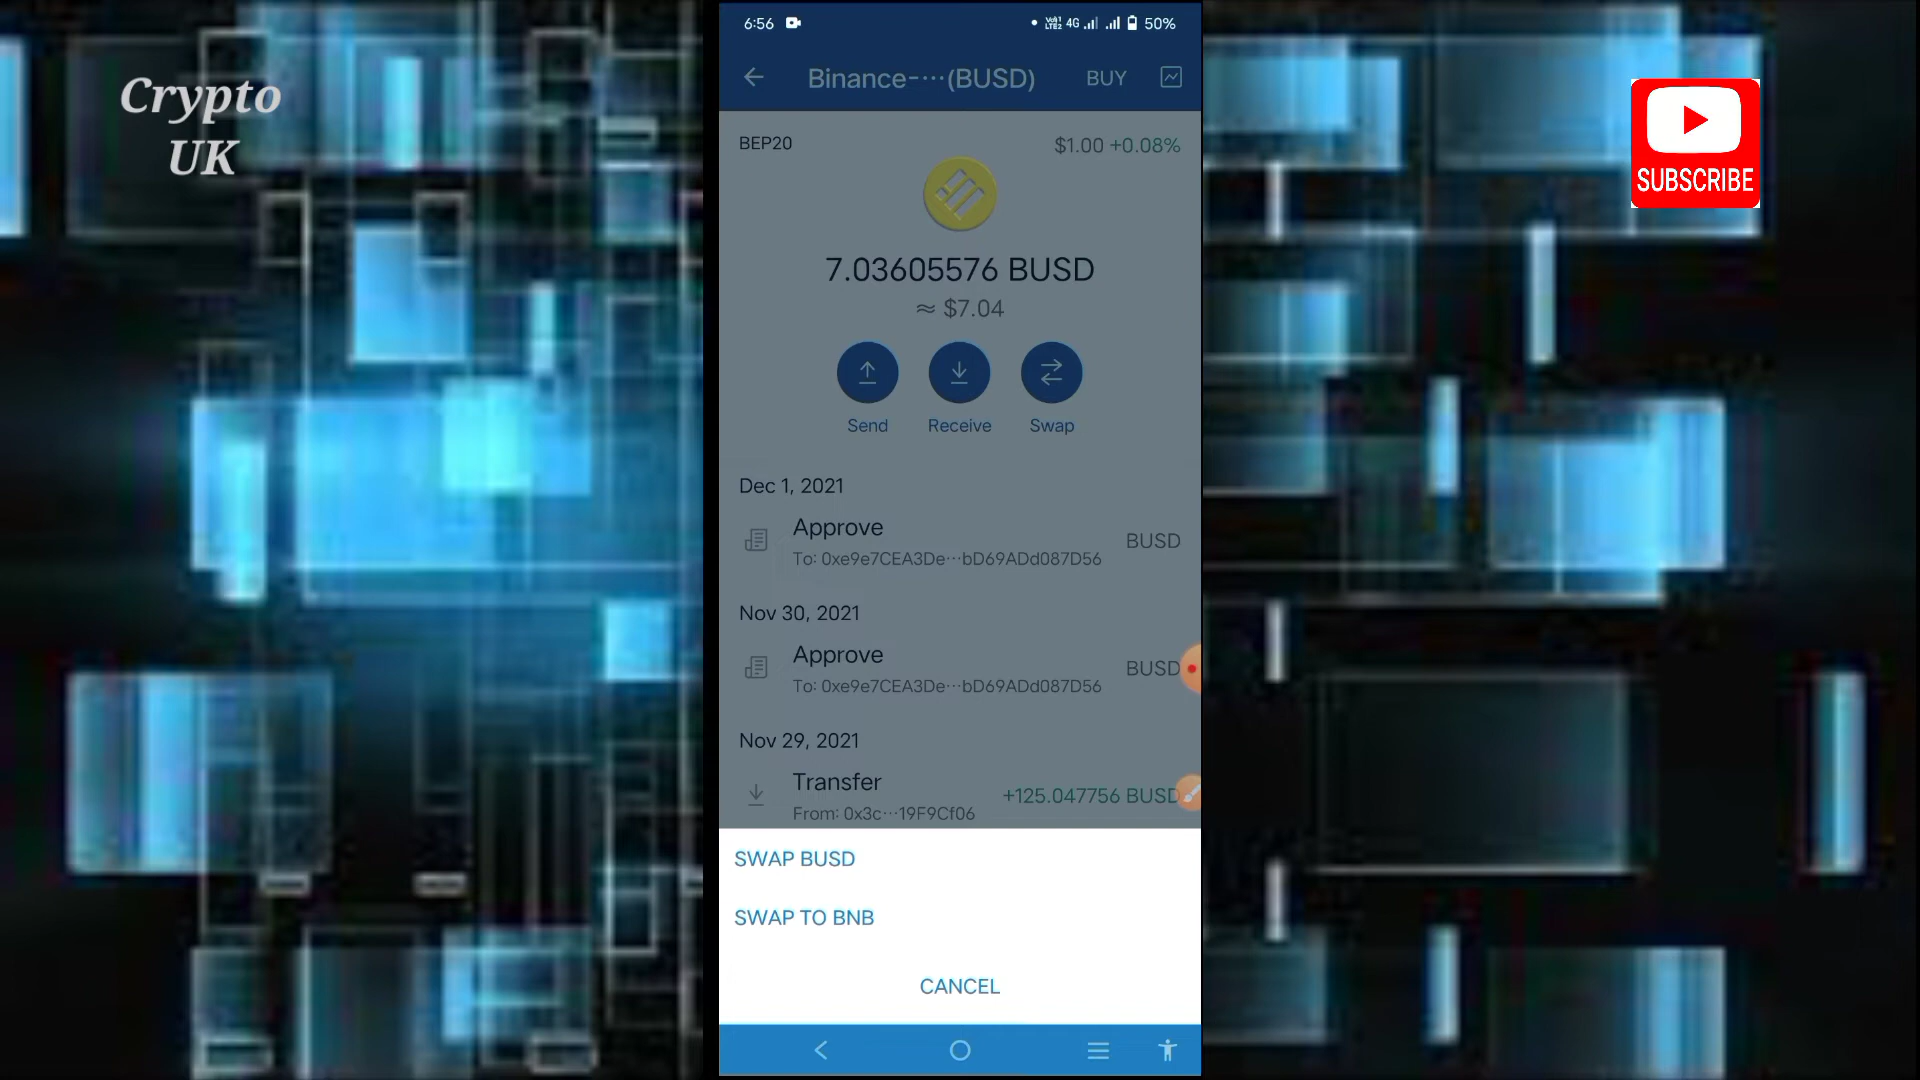 Crypto
UK
SUBSCRIBE
6:56
4G
50%
Binance-···(BUSD)
BUY
BEP20
$1.00 +0.08%
7.03605576 BUSD
≈ $7.04
Send
Receive
Swap
Dec 1, 2021
Approve
BUSD
To: 0xe9e7CEA3De···bD69ADd087D56
Nov 30, 2021
Approve
BUSD
To: 0xe9e7CEA3De···bD69ADd087D56
Nov 29, 2021
Transfer
+125.047756 BUSD
From: 0x3c···19F9Cf06
SWAP BUSD
SWAP TO BNB
CANCEL